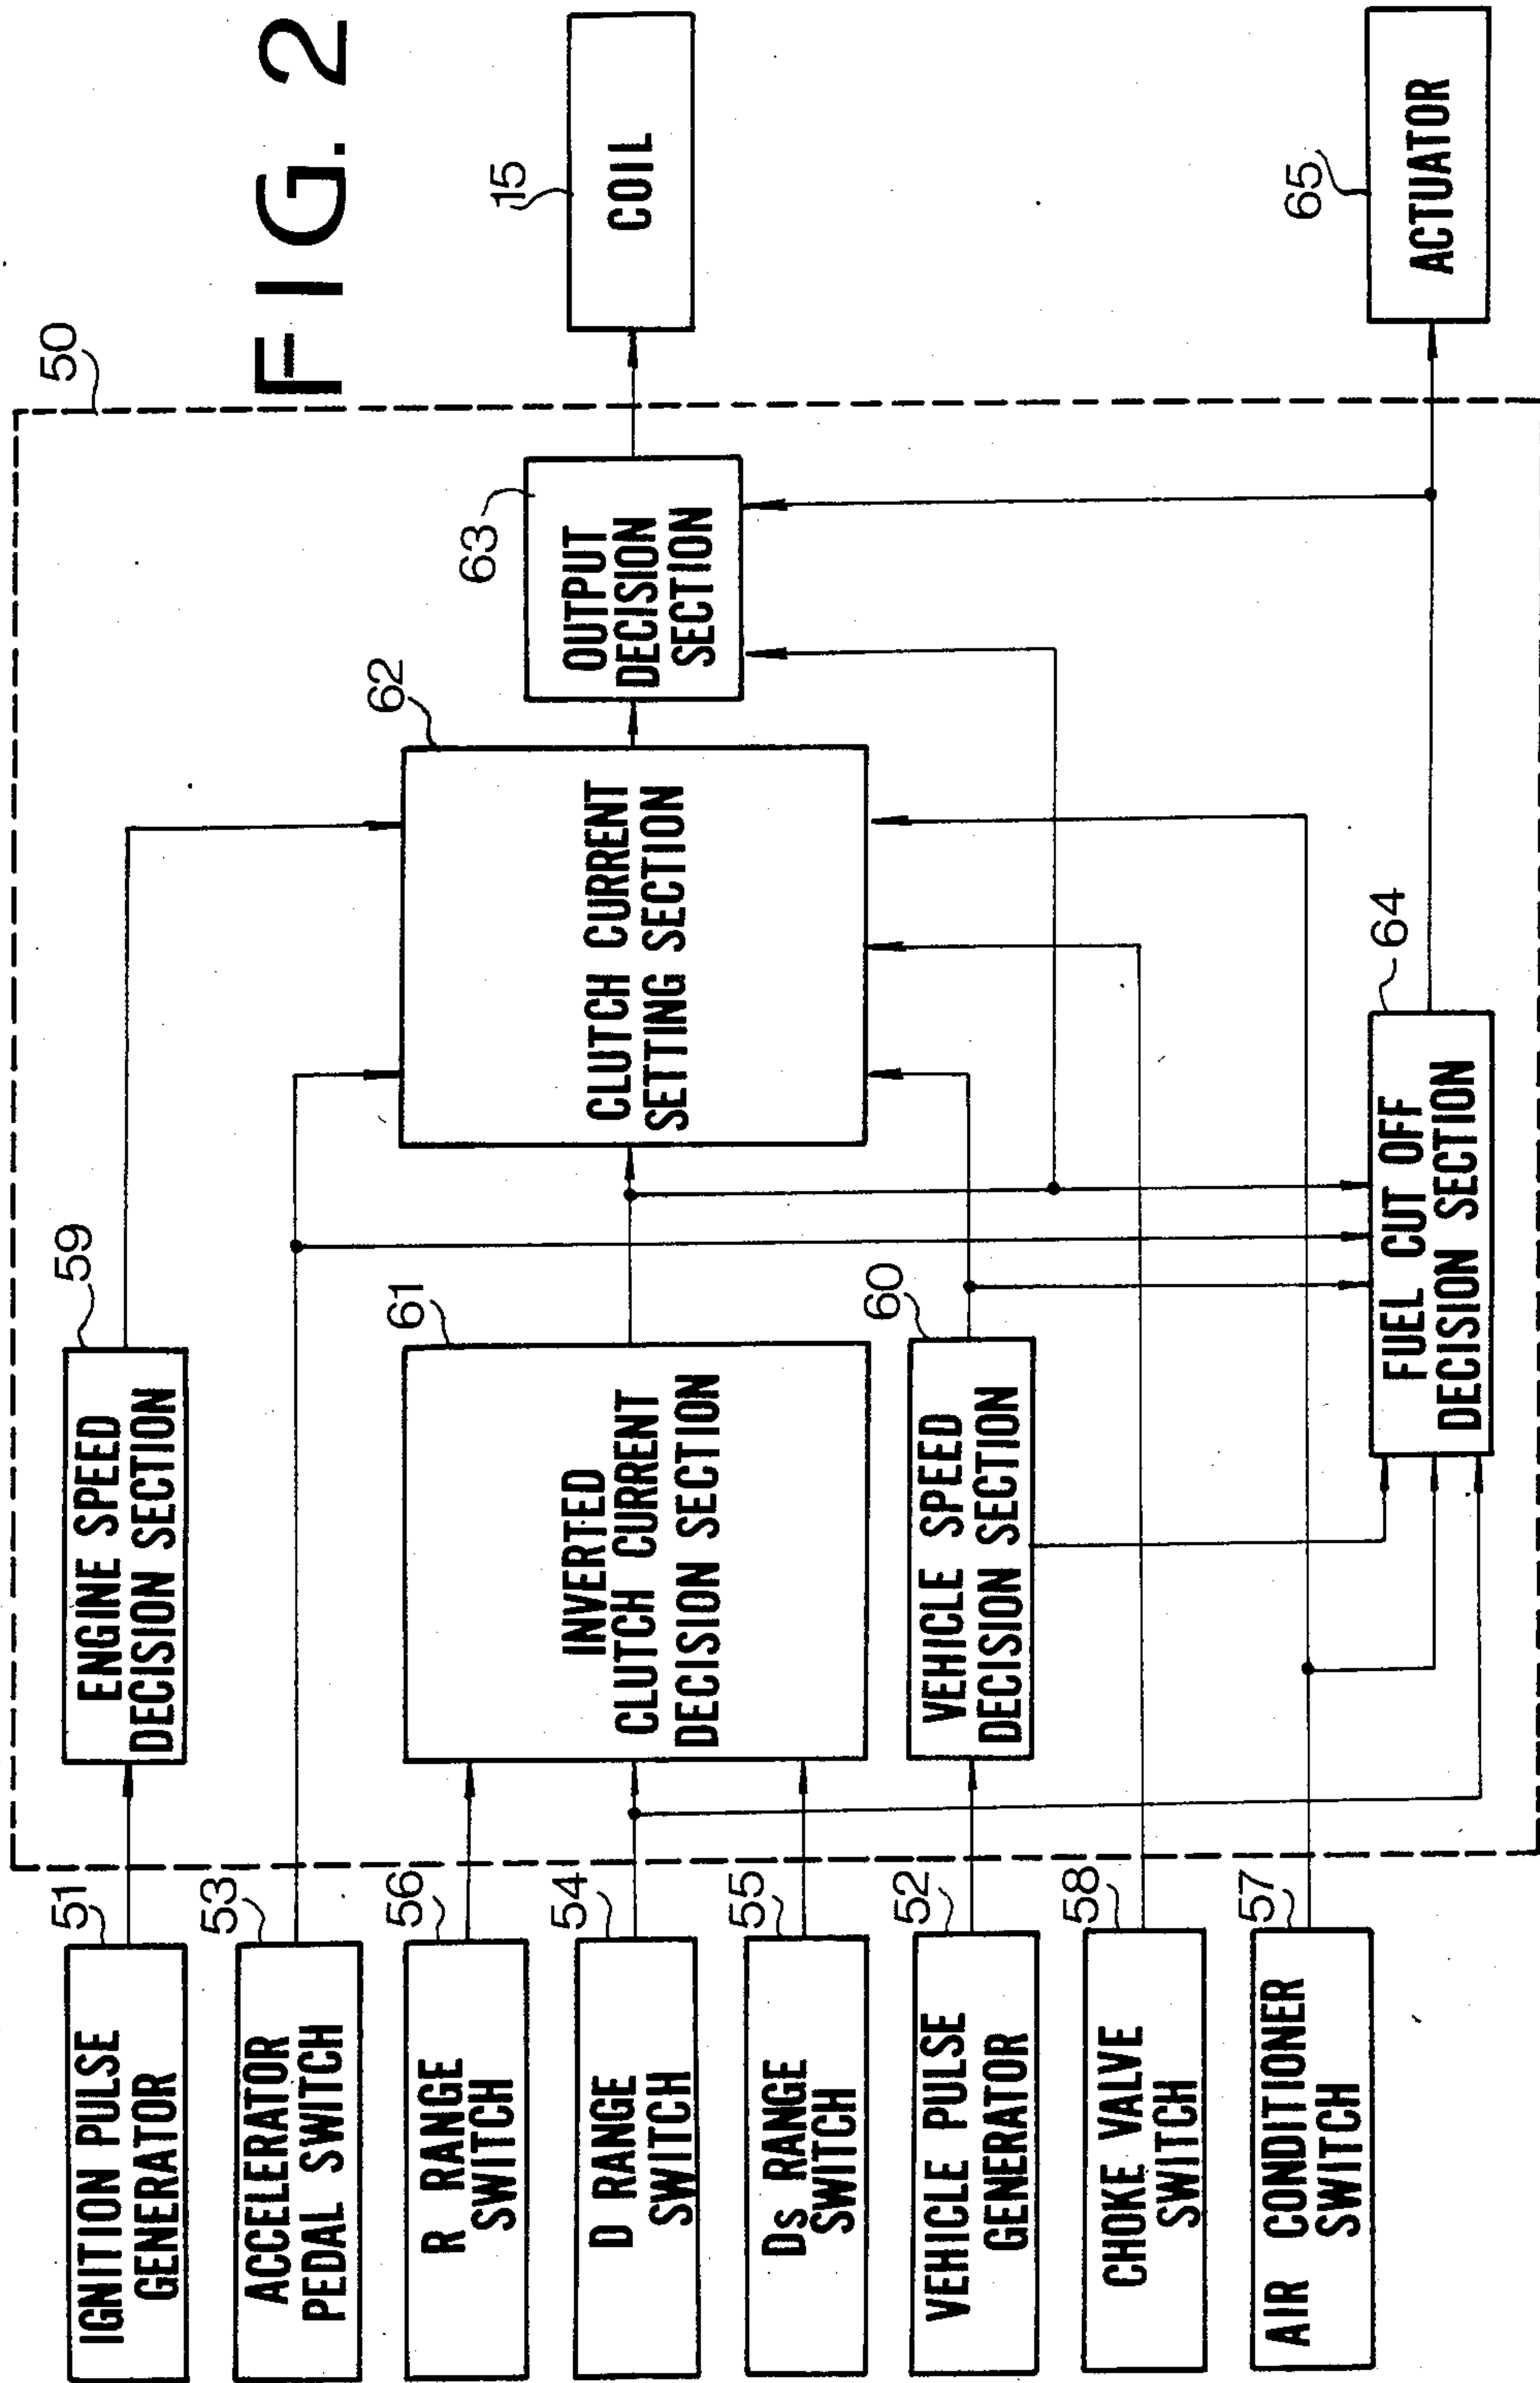 FIG. 2
50
51
IGNITION PULSE
GENERATOR
59
ENGINE SPEED
DECISION SECTION
53
ACCELERATOR
PEDAL SWITCH
56
R RANGE
SWITCH
54
D RANGE
SWITCH
55
Ds RANGE
SWITCH
61
INVERTED
CLUTCH CURRENT
DECISION SECTION
62
CLUTCH CURRENT
SETTING SECTION
63
OUTPUT
DECISION
SECTION
15
COIL
52
VEHICLE PULSE
GENERATOR
60
VEHICLE SPEED
DECISION SECTION
58
CHOKE VALVE
SWITCH
57
AIR CONDITIONER
SWITCH
64
FUEL CUT OFF
DECISION SECTION
65
ACTUATOR